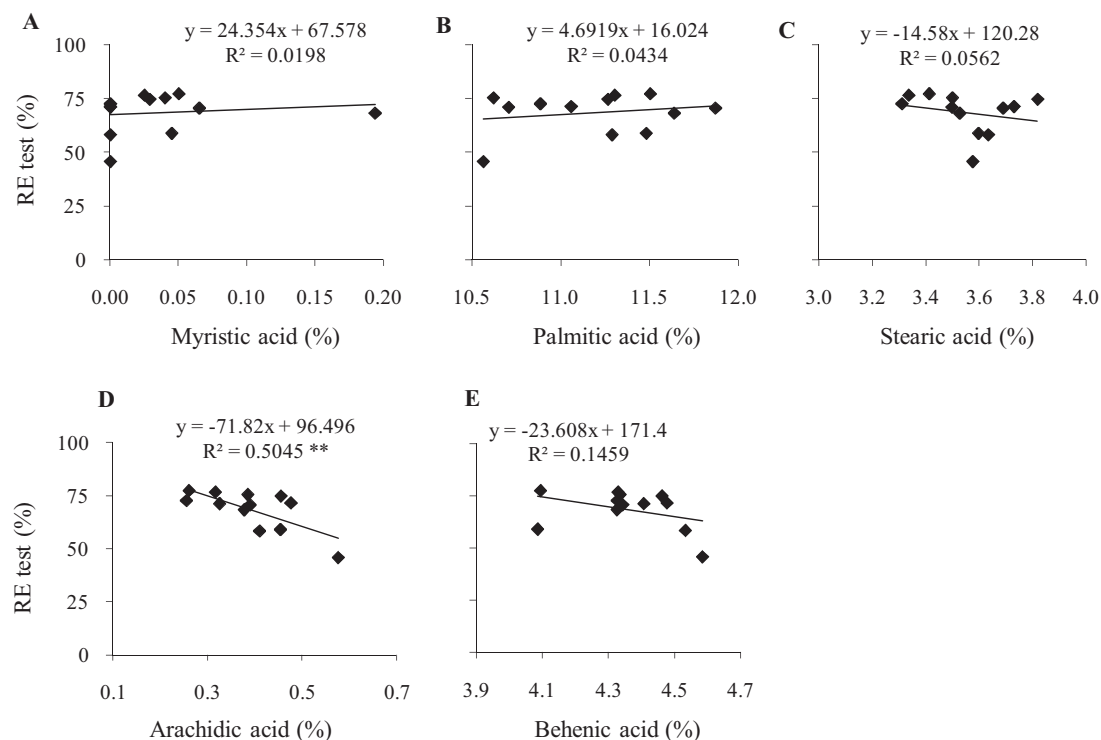 A
y = 24.354x + 67.578
R² = 0.0198
RE test (%)
100
75
50
25
0
0.00 0.05 0.10 0.15 0.20
Myristic acid (%)
B
y = 4.6919x + 16.024
R² = 0.0434
10.5 11.0 11.5 12.0
Palmitic acid (%)
C
y = -14.58x + 120.28
R² = 0.0562
3.0 3.2 3.4 3.6 3.8 4.0
Stearic acid (%)
D
y = -71.82x + 96.496
R² = 0.5045 **
RE test (%)
100
75
50
25
0
0.1 0.3 0.5 0.7
Arachidic acid (%)
E
y = -23.608x + 171.4
R² = 0.1459
3.9 4.1 4.3 4.5 4.7
Behenic acid (%)